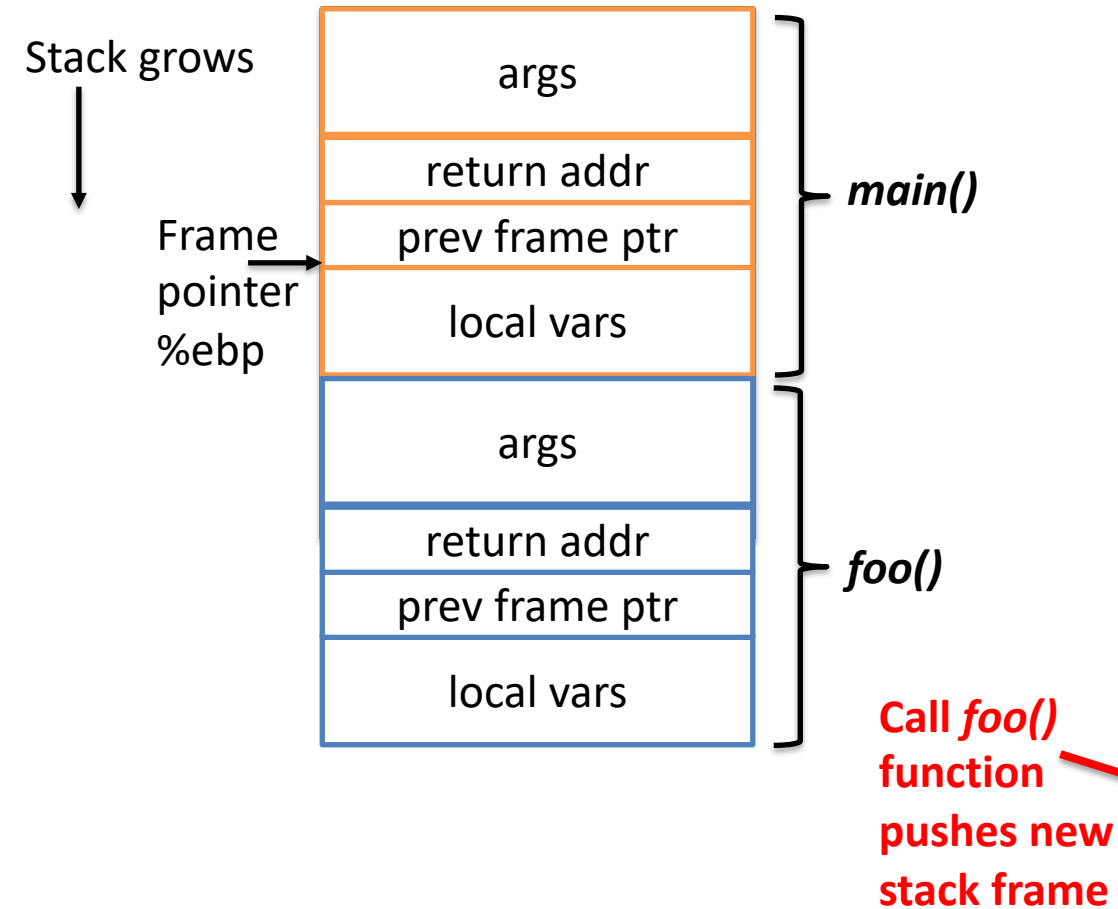 Stack grows
args
return addr
main()
Frame
pointer
%ebp
prev frame ptr
local vars
args
return addr
foo()
prev frame ptr
local vars
Call foo()
function
pushes new
stack frame